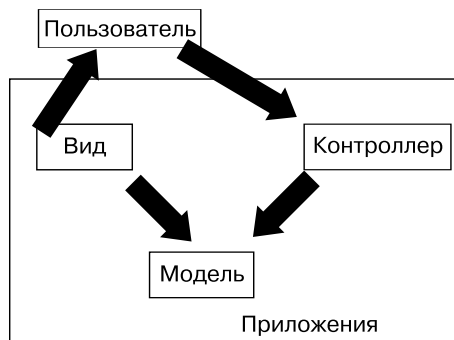 Пользователь
Вид
Контроллер
Модель
Приложения